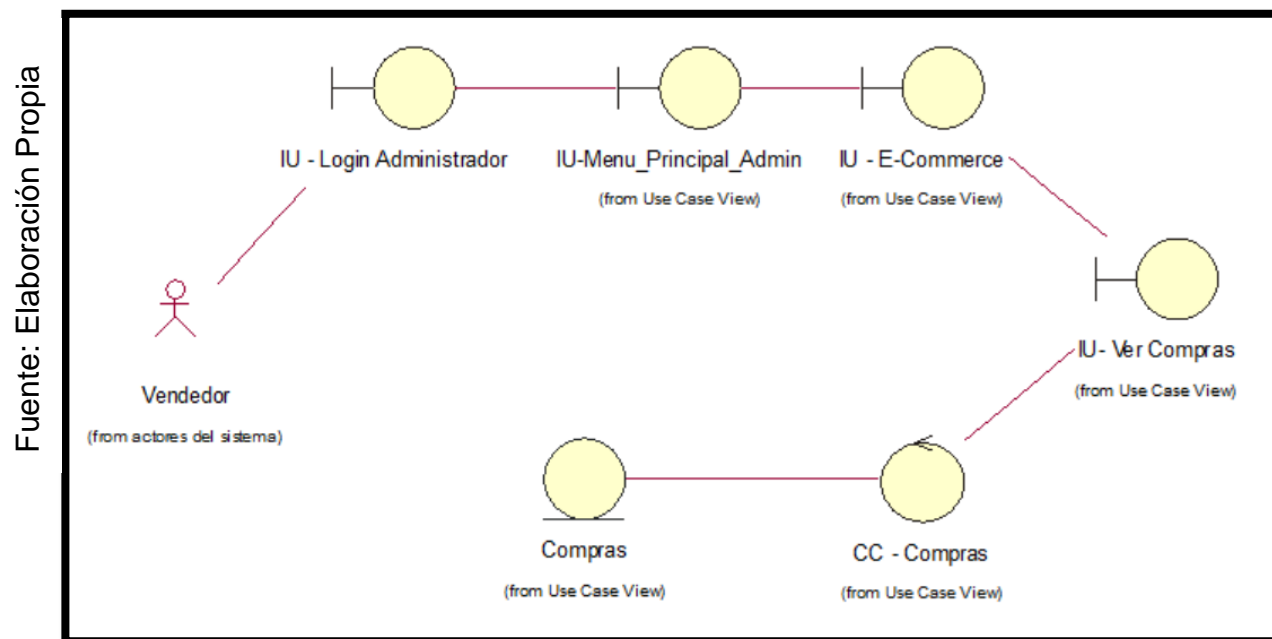 Fuente: Elaboración Propia
IU - Login Administrador
IU-Menu_Principal_Admin
(from Use Case View)
IU - E-Commerce
(from Use Case View)
IU- Ver Compras
(from Use Case View)
Vendedor
(from actores del sistema)
Compras
(from Use Case View)
CC - Compras
(from Use Case View)